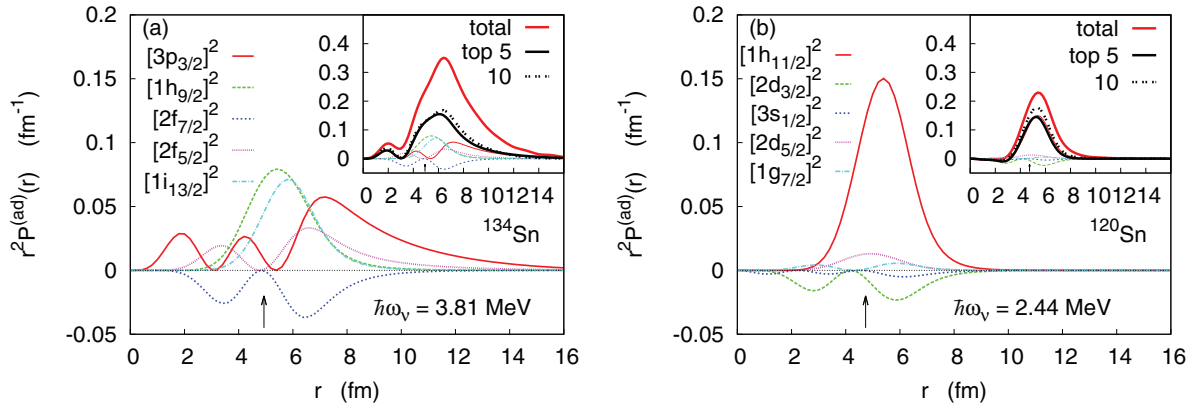 (a)
[3p3/2]²
[1h9/2]²
[2f7/2]²
[2f5/2]²
[1i13/2]²
total
top 5
10
0.4
0.3
0.2
0.1
0
0 2 4 6 8 101214
134Sn
ħων = 3.81 MeV
0.2
0.15
0.1
0.05
0
-0.05
0 2 4 6 8 10 12 14 16
r (fm)
r²P(ad)(r) (fm⁻¹)
(b)
[1h11/2]²
[2d3/2]²
[3s1/2]²
[2d5/2]²
[1g7/2]²
total
top 5
10
0.4
0.3
0.2
0.1
0
0 2 4 6 8 101214
120Sn
ħων = 2.44 MeV
0.2
0.15
0.1
0.05
0
-0.05
0 2 4 6 8 10 12 14 16
r (fm)
r²P(ad)(r) (fm⁻¹)